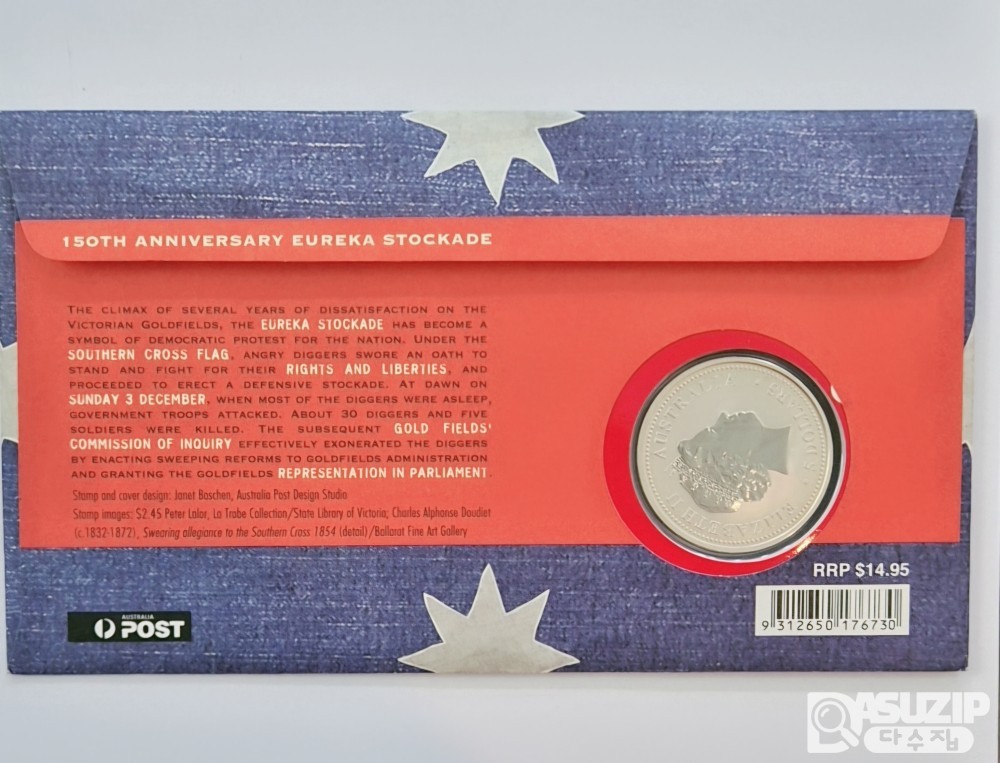 150TH ANNIVERSARY EUREKA STOCKADE
THE CLIMAX OF SEVERAL YEARS OF DISSATISFACTION ON THE
VICTORIAN GOLDFIELDS, THE EUREKA STOCKADE HAS BECOME A
SYMBOL OF DEMOCRATIC PROTEST FOR THE NATION. UNDER THE
SOUTHERN CROSS FLAG, ANGRY DIGGERS SWORE AN OATH TO
STAND AND FIGHT FOR THEIR RIGHTS AND LIBERTIES, AND
PROCEEDED TO ERECT A DEFENSIVE STOCKADE. AT DAWN ON
SUNDAY 3 DECEMBER, WHEN MOST OF THE DIGGERS WERE ASLEEP,
GOVERNMENT TROOPS ATTACKED. ABOUT 30 DIGGERS AND FIVE
SOLDIERS WERE KILLED. THE SUBSEQUENT GOLD FIELDS'
COMMISSION OF INQUIRY EFFECTIVELY EXONERATED THE DIGGERS
BY ENACTING SWEEPING REFORMS TO GOLDFIELDS ADMINISTRATION
AND GRANTING THE GOLDFIELDS REPRESENTATION IN PARLIAMENT.
Stamp and cover design: Janet Boschen, Australia Post Design Studio
Stamp images: $2.45 Peter Lalor, La Trobe Collection/State Library of Victoria; Charles Alphonse Doudiet
(c.1832-1872), Swearing allegiance to the Southern Cross 1854 (detail)/Ballarat Fine Art Gallery
AUSTRALIA
ELIZABETH II
RRP $14.95
9 312650 176730
AUSTRALIA
POST
DASUZIP
다수집